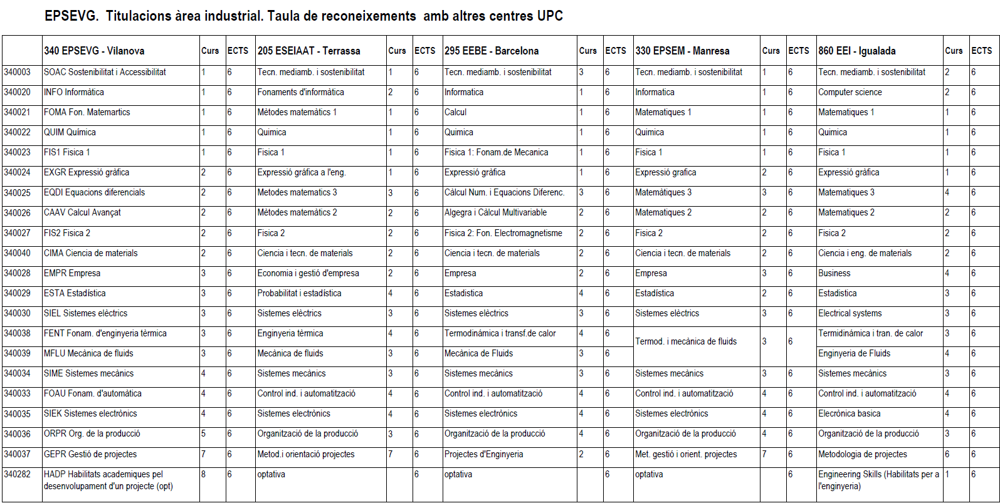 EPSEVG. Titulacions àrea industrial. Taula de reconeixements amb altres centres UPC
340 EPSEVG - Vilanova Curs ECTS 205 ESEIAAT - Terrassa Curs ECTS 295 EEBE - Barcelona Curs ECTS 330 EPSEM - Manresa Curs ECTS 860 EEI - Igualada Curs ECTS
340003 SOAC Sostenibilitat i Accessibilitat 1 6 Tecn. mediamb. i sostenibilitat 1 6 Tecn. mediamb. i sostenibilitat 3 6 Tecn. mediamb. i sostenibilitat 1 6 Tecn. mediamb. i sostenibilitat 2 6
340020 INFO Informàtica 1 6 Fonaments d'informàtica 2 6 Informatica 1 6 Informatica 1 6 Computer science 2 6
340021 FOMA Fon. Matemartics 1 6 Mètodes matemàtics 1 1 6 Calcul 1 6 Matematiques 1 1 6 Matematiques 1 1 6
340022 QUIM Química 1 6 Quimica 1 6 Quimica 1 6 Quimica 1 6 Quimica 1 6
340023 FIS1 Fisica 1 1 6 Fisica 1 1 6 Fisica 1: Fonam.de Mecanica 1 6 Fisica 1 1 6 Fisica 1 1 6
340024 EXGR Expressió gràfica 2 6 Expressió gráfica a l'eng. 1 6 Expressió gráfica 1 6 Expressió grafica 2 6 Expressió gràfica 1 6
340025 EQDI Equacions diferencials 2 6 Metodes matematics 3 3 6 Càlcul Num. i Equacions Diferenc. 3 6 Matemàtiques 3 3 6 Matematiques 3 4 6
340026 CAAV Calcul Avançat 2 6 Mètodes matemàtics 2 2 6 Algegra i Càlcul Multivariable 2 6 Matematiques 2 2 6 Matematiques 2 2 6
340027 FIS2 Fisica 2 2 6 Fisica 2 2 6 Fisica 2: Fon. Electromagnetisme 2 6 Fisica 2 2 6 Fisica 2 2 6
340040 CIMA Ciencia de materials 2 6 Ciencia i tecn. de materials 2 6 Ciencia i tecn. de materials 2 6 Ciencia i tecn. de materials 2 6 Ciencia i eng. de materials 2 6
340028 EMPR Empresa 3 6 Economia i gestió d'empresa 2 6 Empresa 2 6 Empresa 3 6 Business 4 6
340029 ESTA Estadística 3 6 Probabilitat i estadística 4 6 Estadistica 4 6 Estadística 2 6 Estadistica 3 6
340030 SIEL Sistemes elèctrics 3 6 Sistemes elèctrics 3 6 Sistemes elèctrics 3 6 Sistemes elèctrics 3 6 Electrical systems 3 6
340038 FENT Fonam. d'enginyeria tèrmica 3 6 Enginyeria tèrmica 4 6 Termodinámica i transf.de calor 4 6 Termod. i mecànica de fluids 3 6 Termidinámica i tran. de calor 3 6
340039 MFLU Mecànica de fluids 3 6 Mecànica de fluids 3 6 Mecànica de Fluids 3 6 Enginyeria de Fluids 4 6
340034 SIME Sistemes mecànics 4 6 Sistemes mecànics 3 6 Sistemes mecànics 3 6 Sistemes mecánics 3 6 Sistemes mecànics 3 6
340033 FOAU Fonam. d'automàtica 4 6 Control ind. i automatització 4 6 Control ind. i automatització 4 6 Control ind. i automatització 4 6 Control ind. i automatització 4 6
340035 SIEK Sistemes electrònics 4 6 Sistemes electrònics 4 6 Sistemes electrònics 4 6 Sistemes electrònics 4 6 Elecrònica basica 4 6
340036 ORPR Org. de la producció 5 6 Organització de la producció 3 6 Organització de la producció 4 6 Organització de la producció 4 6 Organització de la producció 3 6
340037 GEPR Gestió de projectes 7 6 Metod.i orientació projectes 7 6 Projectes d'Enginyeria 2 6 Met. gestió i orient. projectes 7 6 Metodologia de projectes 6 6
340282 HADP Habilitats academiques pel 8 6 optativa 6 optativa 6 optativa 6 Engineering Skills (Habilitats per a 1 6
desenvolupament d'un projecte (opt) l'enginyeria)